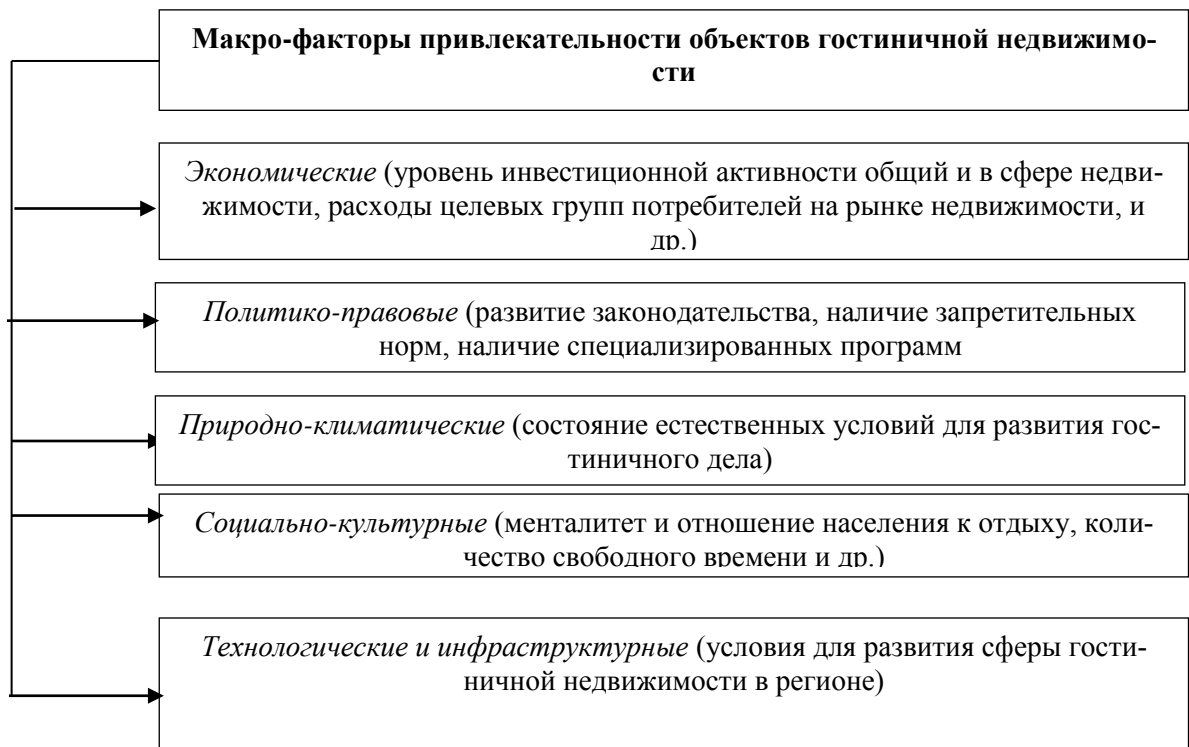 Макро-факторы привлекательности объектов гостиничной недвижимо-
сти
Экономические (уровень инвестиционной активности общий и в сфере недви-
жимости, расходы целевых групп потребителей на рынке недвижимости, и
др.)
Политико-правовые (развитие законодательства, наличие запретительных
норм, наличие специализированных программ
Природно-климатические (состояние естественных условий для развития гос-
тиничного дела)
Социально-культурные (менталитет и отношение населения к отдыху, коли-
чество свободного времени и др.)
Технологические и инфраструктурные (условия для развития сферы гости-
ничной недвижимости в регионе)